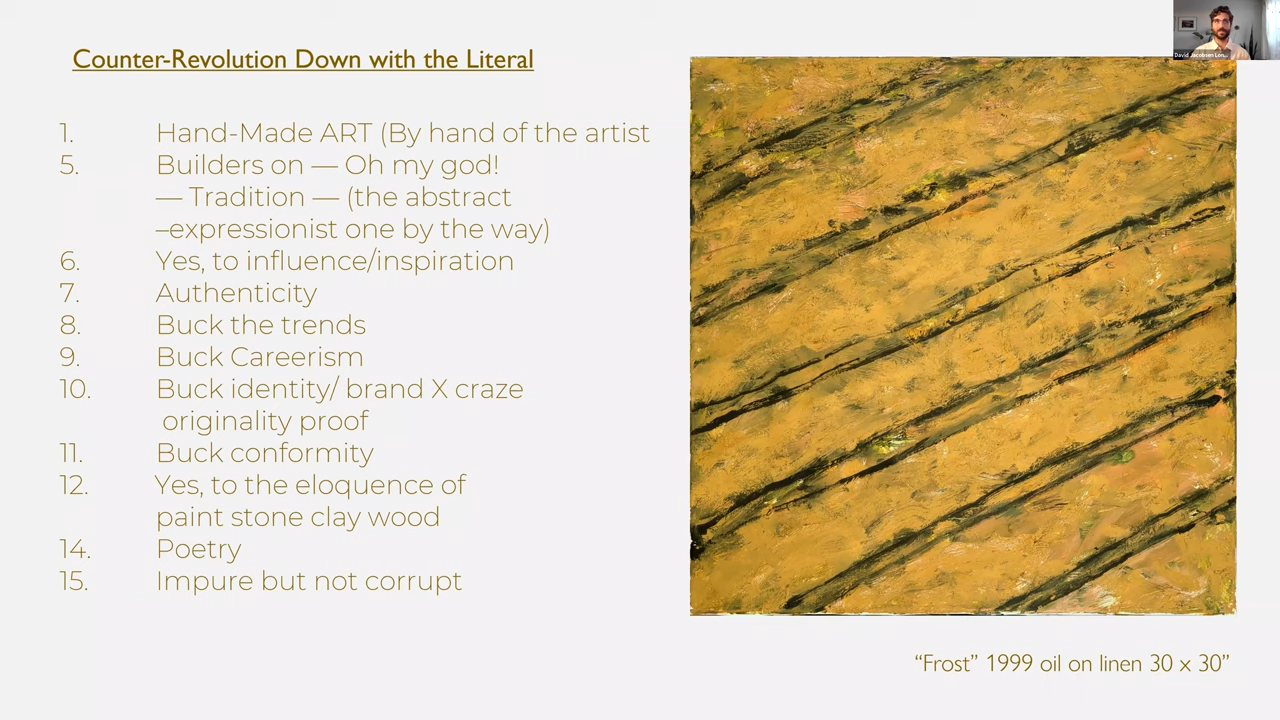 Counter-Revolution Down with the Literal
1. Hand-Made ART (By hand of the artist
5. Builders on — Oh my god!
— Tradition — (the abstract
–expressionist one by the way)
6. Yes, to influence/inspiration
7. Authenticity
8. Buck the trends
9. Buck Careerism
10. Buck identity/ brand X craze
originality proof
11. Buck conformity
12. Yes, to the eloquence of
paint stone clay wood
14. Poetry
15. Impure but not corrupt
“Frost” 1999 oil on linen 30 x 30”
David Jacobsen Lon...